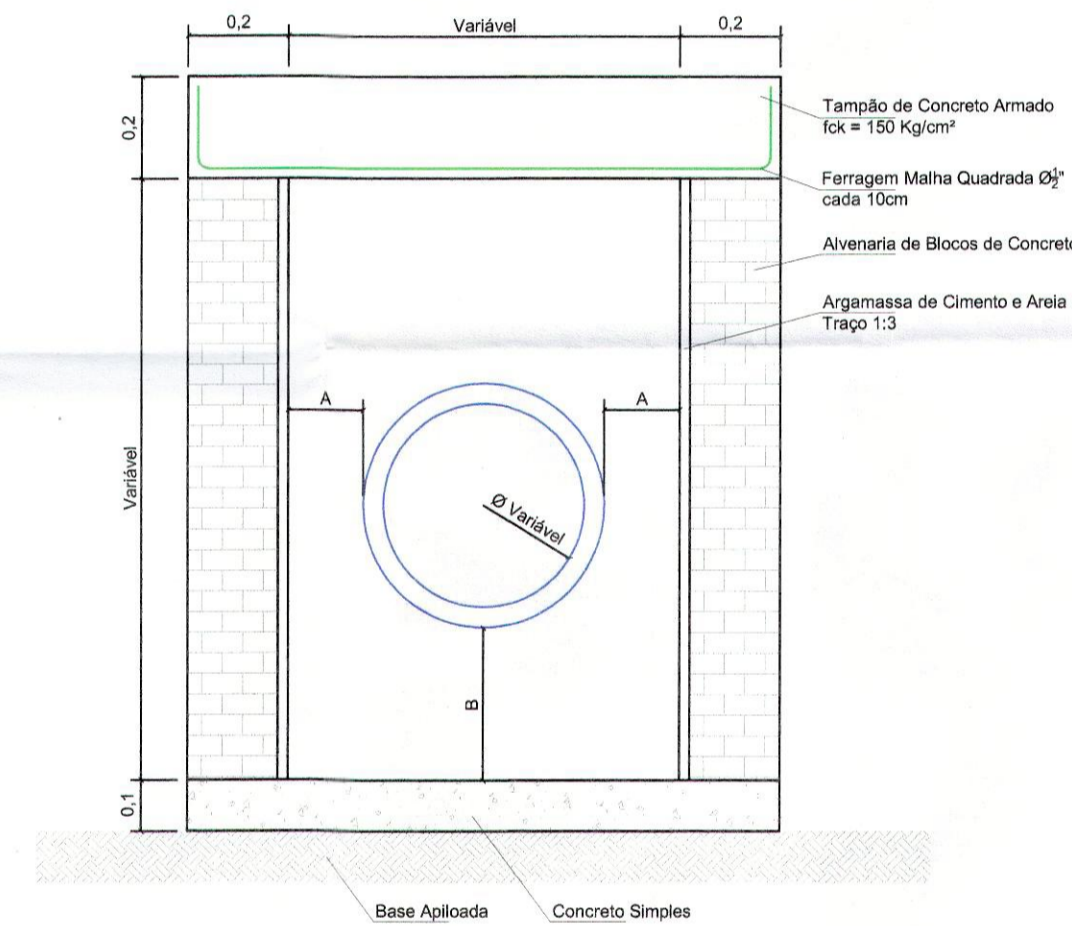 0,2
Variável
0,2
0,2
Tampão de Concreto Armado
fck = 150 Kg/cm²
Ferragem Malha Quadrada Ø½"
cada 10cm
Alvenaria de Blocos de Concreto
Argamassa de Cimento e Areia
Traço 1:3
A
A
Variável
Ø Variável
B
0,1
Base Apiloada
Concreto Simples